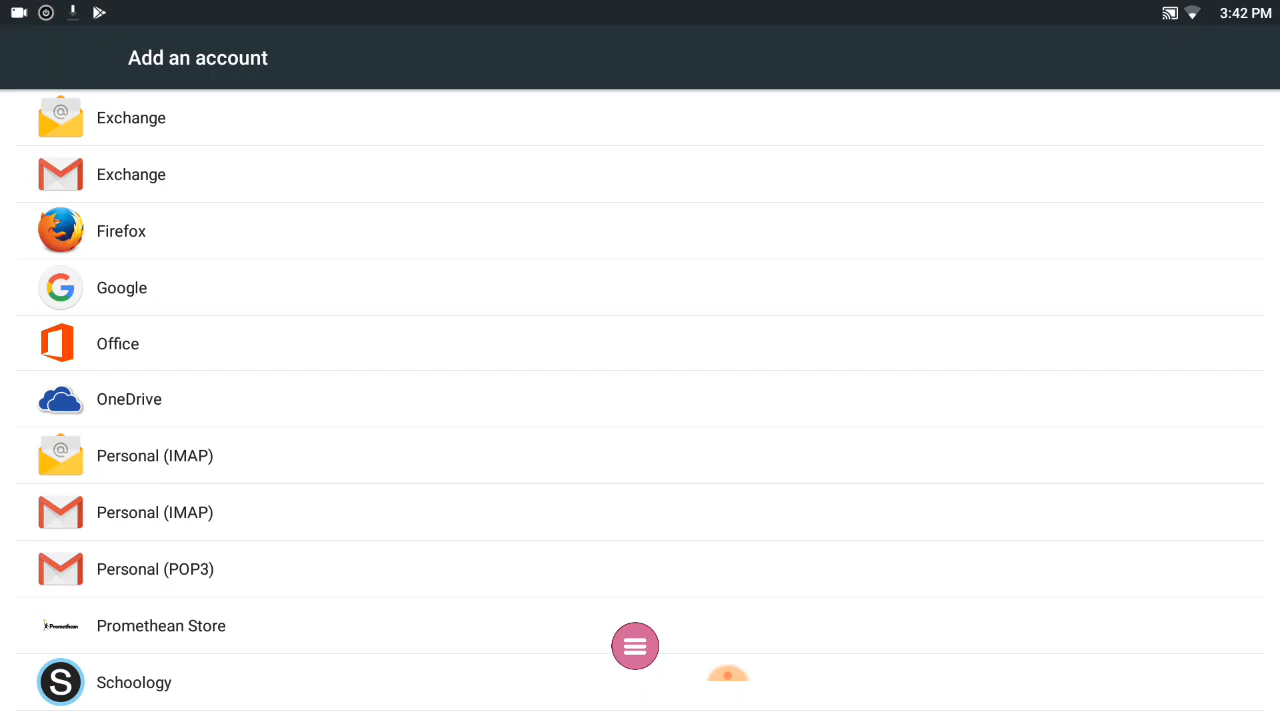 3:42 PM
Add an account
@
Exchange
Exchange
Firefox
G
Google
Office
OneDrive
@
Personal (IMAP)
Personal (IMAP)
Personal (POP3)
Promethean
Promethean Store
S
Schoology